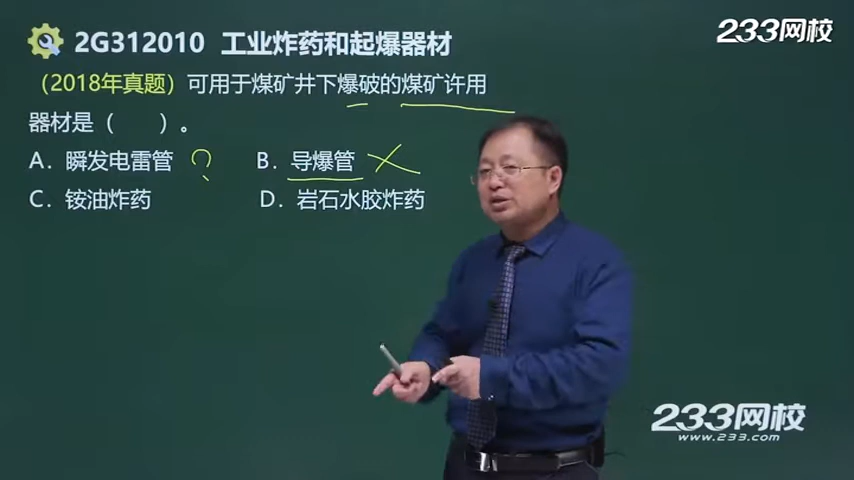 2G312010 工业炸药和起爆器材
233网校
（2018年真题）可用于煤矿井下爆破的煤矿许用
器材是（ ）。
A．瞬发电雷管 B．导爆管
C．铵油炸药 D．岩石水胶炸药
233网校
www.233.com